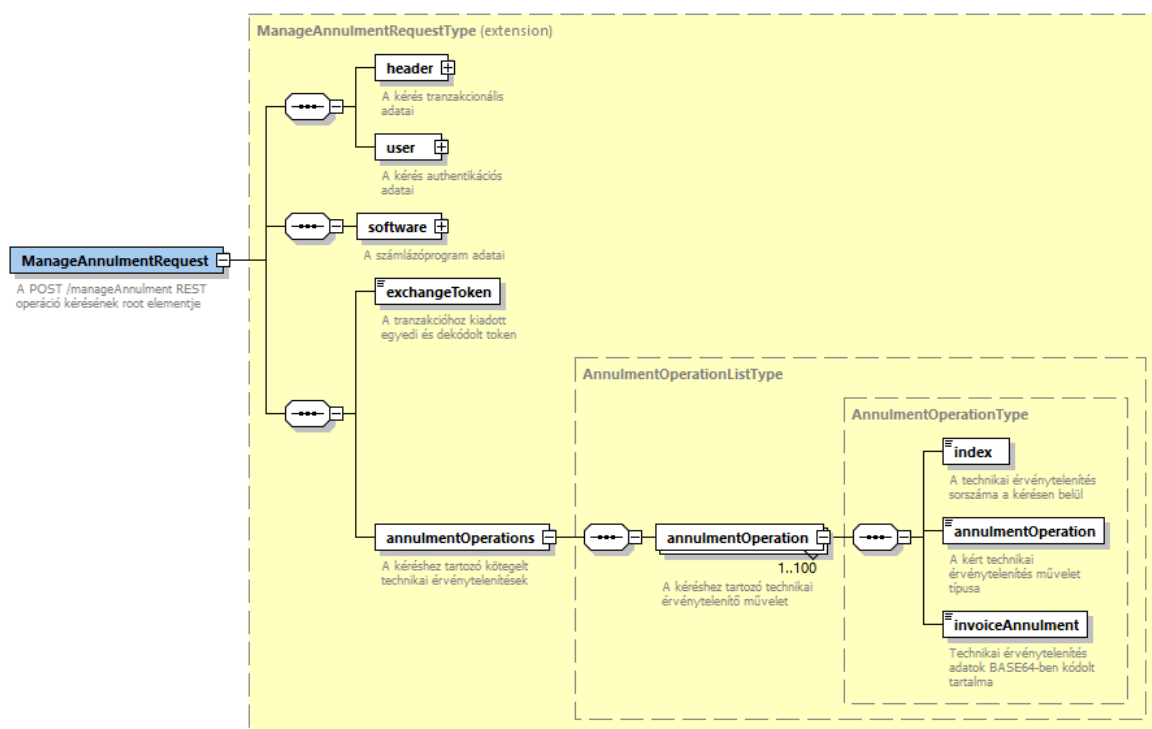 ManageAnnulmentRequestType (extension)
header
A kérés tranzakcionális
adatai
user
A kérés authentikációs
adatai
software
A számlázóprogram adatai
ManageAnnulmentRequest
A POST /manageAnnulment REST
operáció kérésének root elementje
exchangeToken
A tranzakcióhoz kiadott
egyedi és dekódolt token
AnnulmentOperationListType
AnnulmentOperationType
index
A technikai érvénytelenítés
sorszáma a kérésen belül
annulmentOperation
A kért technikai
érvénytelenítés művelet
típusa
annulmentOperations
A kéréshez tartozó kötegelt
technikai érvénytelenítések
annulmentOperation
1..100
A kéréshez tartozó technikai
érvénytelenítő művelet
invoiceAnnulment
Technikai érvénytelenítés
adatok BASE64-ben kódolt
tartalma